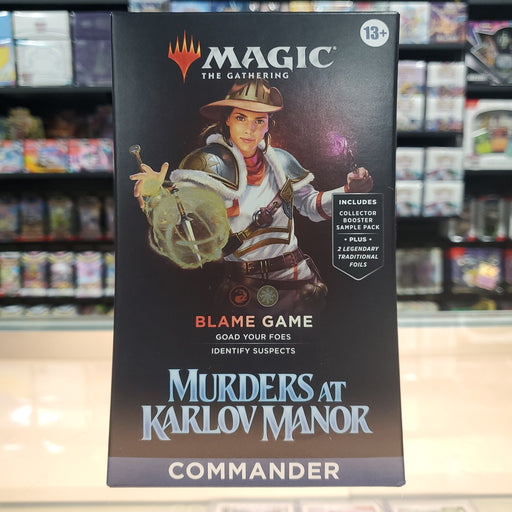 13+
MAGIC
THE GATHERING
INCLUDES
COLLECTOR
BOOSTER
SAMPLE PACK
• PLUS •
2 LEGENDARY
TRADITIONAL
FOILS
BLAME GAME
GOAD YOUR FOES
IDENTIFY SUSPECTS
MURDERS AT
KARLOV MANOR
COMMANDER